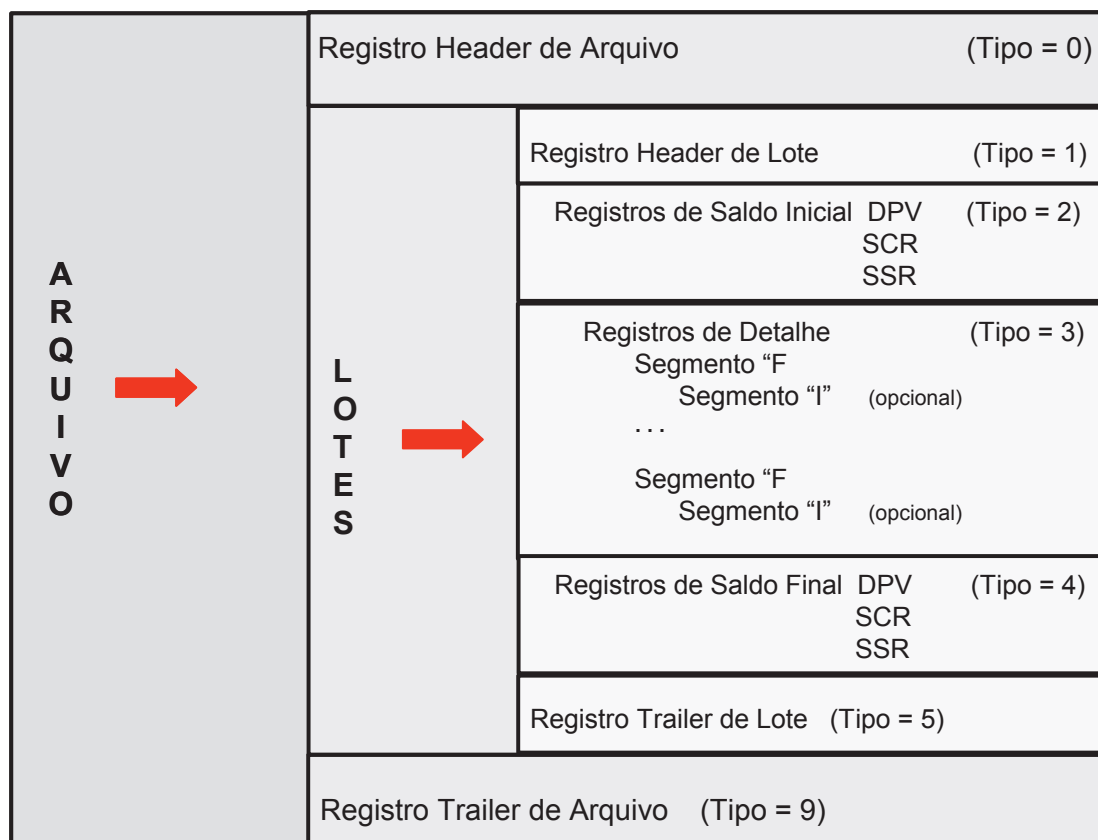 ARQUIVO
Registro Header de Arquivo (Tipo = 0)
LOTES
Registro Header de Lote (Tipo = 1)
Registros de Saldo Inicial DPV (Tipo = 2)
SCR
SSR
Registros de Detalhe (Tipo = 3)
Segmento “F
Segmento “I” (opcional)
. . .
Segmento “F
Segmento “I” (opcional)
Registros de Saldo Final DPV (Tipo = 4)
SCR
SSR
Registro Trailer de Lote (Tipo = 5)
Registro Trailer de Arquivo (Tipo = 9)